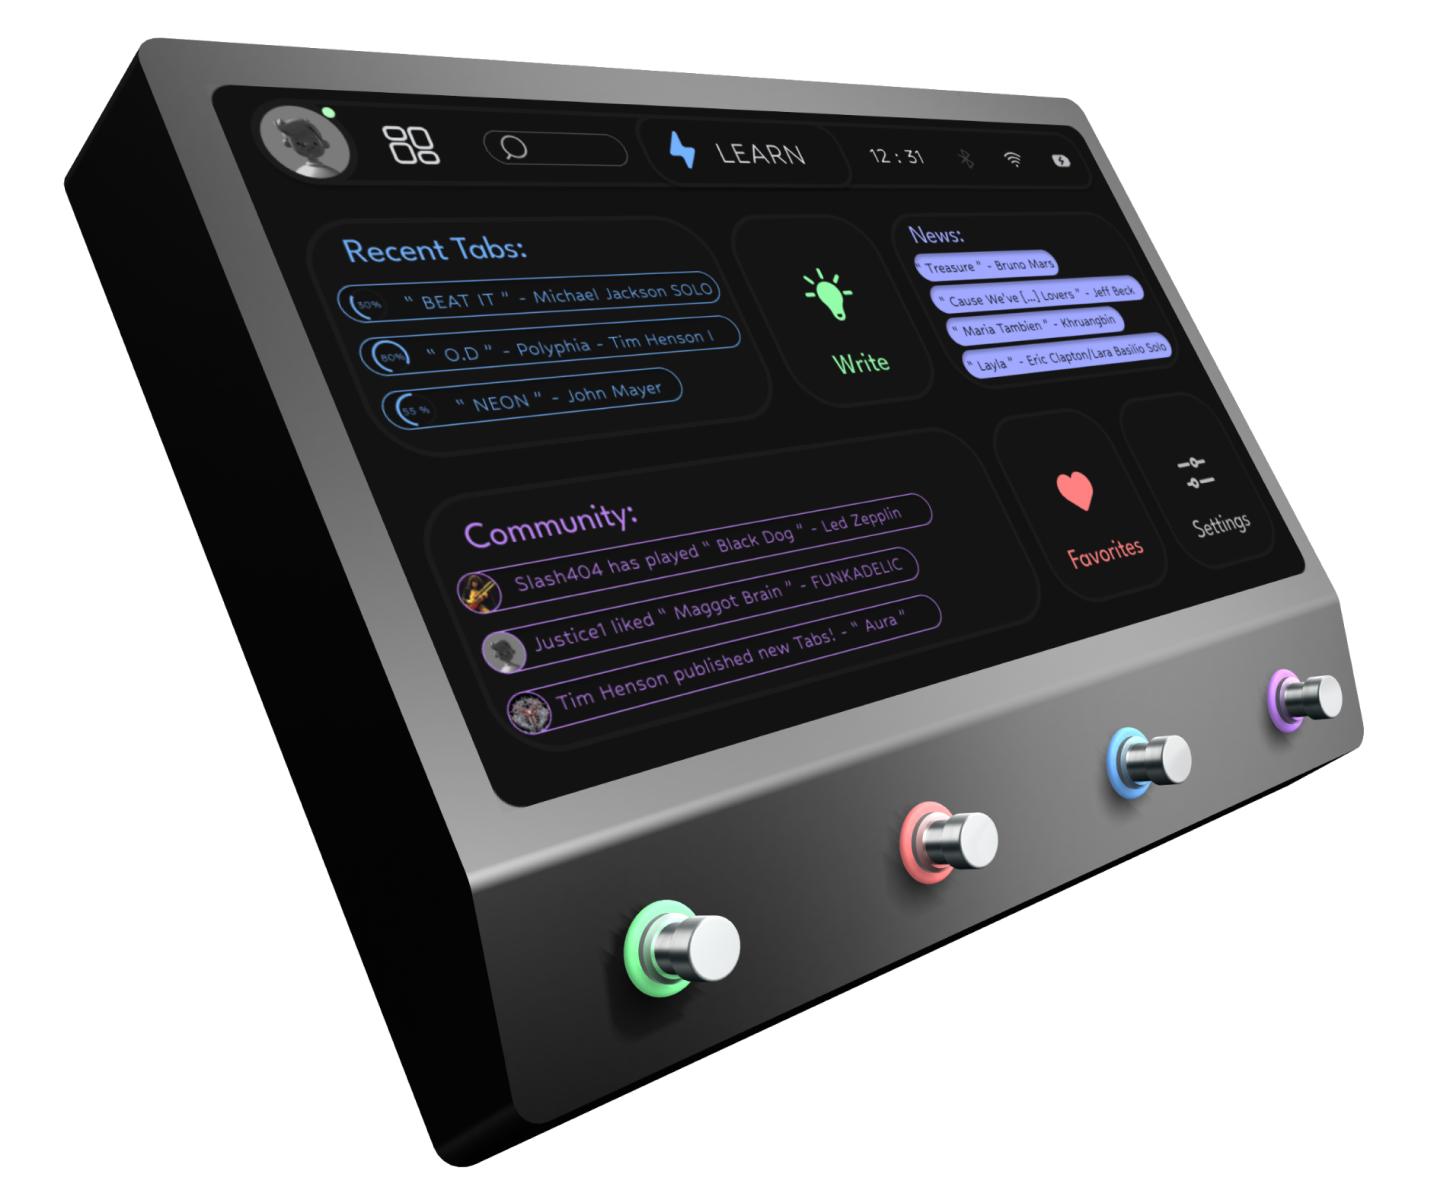 LEARN
12 : 31
Recent Tabs:
30% " BEAT IT " - Michael Jackson SOLO
80% " O.D " - Polyphia - Tim Henson I
55 % " NEON " - John Mayer
Write
News:
" Treasure " - Bruno Mars
" Cause We've [...] Lovers " - Jeff Beck
" Maria Tambien " - Khruangbin
" Layla " - Eric Clapton/Lara Basilio Solo
Community:
Slash404 has played " Black Dog " - Led Zepplin
Justice1 liked " Maggot Brain " - FUNKADELIC
Tim Henson published new Tabs! - " Aura "
Favorites
Settings